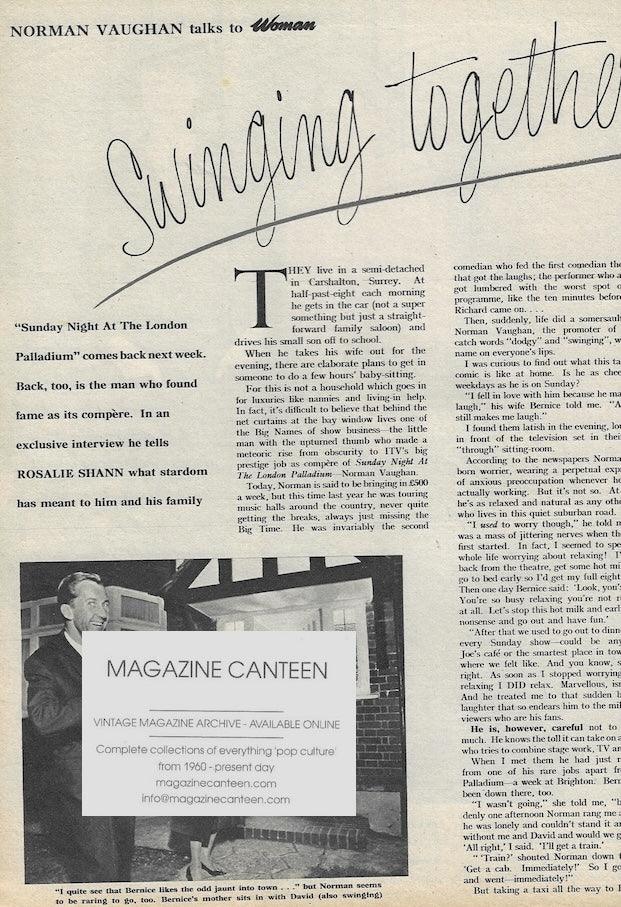 NORMAN VAUGHAN talks to Woman
Swinging togethe
"Sunday Night At The London
Palladium" comes back next week.
Back, too, is the man who found
fame as its compère. In an
exclusive interview he tells
ROSALIE SHANN what stardom
has meant to him and his family
THEY live in a semi-detached
in Carshalton, Surrey. At
half-past-eight each morning
he gets in the car (not a super
something but just a straight-
forward family saloon) and
drives his small son off to school.
When he takes his wife out for the
evening, there are elaborate plans to get in
someone to do a few hours' baby-sitting.
For this is not a household which goes in
for luxuries like nannies and living-in help.
In fact, it's difficult to believe that behind the
net curtains at the bay window lives one of
the Big Names of show business—the little
man with the upturned thumb who made a
meteoric rise from obscurity to ITV's big
prestige job as compère of Sunday Night At
The London Palladium—Norman Vaughan.
Today, Norman is said to be bringing in £500
a week, but this time last year he was touring
music halls around the country, never quite
getting the breaks, always just missing the
Big Time. He was invariably the second
comedian who fed the first comedian the
that got the laughs; the performer who a
got lumbered with the worst spot o
programme, like the ten minutes before
Richard came on. . . .
Then, suddenly, life did a somersault
Norman Vaughan, the promoter of
catch words "dodgy" and "swinging", w
name on everyone's lips.
I was curious to find out what this ta
comic is like at home. Is he as chee
weekdays as he is on Sunday?
"I fell in love with him because he ma
laugh," his wife Bernice told me. "A
still makes me laugh."
I found them latish in the evening, lou
in front of the television set in their
"through" sitting-room.
According to the newspapers Norma
born worrier, wearing a perpetual expr
of anxious preoccupation whenever he
actually working. But it's not so. At
he's as relaxed and natural as any othe
who lives in this quiet suburban road.
"I used to worry though," he told m
was a mass of jittering nerves when the
first started. In fact, I seemed to spe
whole life worrying about relaxing! I'
back from the theatre, get some hot mi
go to bed early so I'd get my full eight
Then one day Bernice said: 'Look, you's
You're so busy relaxing you're not r
at all. Let's stop this hot milk and earl
nonsense and go out and have fun.'
"After that we used to go out to dinn
every Sunday show—could be any
Joe's café or the smartest place in tow
where we felt like. And you know, s
right. As soon as I stopped worrying
relaxing I DID relax. Marvellous, isn
And he treated me to that sudden b
laughter that so endears him to the mil
viewers who are his fans.
He is, however, careful not to
much. He knows the toll it can take on a
who tries to combine stage work, TV an
When I met them he had just r
from one of his rare jobs apart fr
Palladium—a week at Brighton. Bern
been down there, too.
"I wasn't going," she told me, "b
denly one afternoon Norman rang me a
he was lonely and couldn't stand it a
without me and David and would we g
'All right,' I said. 'I'll get a train.'
" 'Train?' shouted Norman down t
'Get a cab. Immediately!' So I go
and went—immediately!"
But taking a taxi all the way to B
MAGAZINE CANTEEN
VINTAGE MAGAZINE ARCHIVE - AVAILABLE ONLINE
Complete collections of everything 'pop culture'
from 1960 - present day
magazinecanteen.com
info@magazinecanteen.com
"I quite see that Bernice likes the odd jaunt into town . . ." but Norman seems
to be raring to go, too. Bernice's mother sits in with David (also swinging)